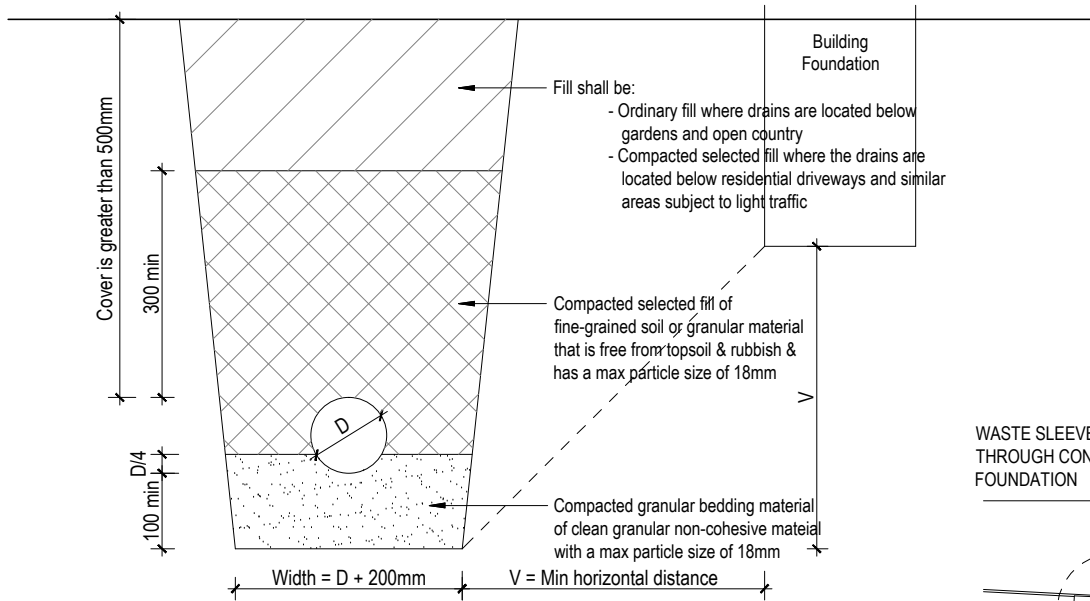 Building
Foundation
Fill shall be:
- Ordinary fill where drains are located below
gardens and open country
- Compacted selected fill where the drains are
located below residential driveways and similar
areas subject to light traffic
Cover is greater than 500mm
300 min
Compacted selected fill of
fine-grained soil or granular material
that is free from topsoil & rubbish &
has a max particle size of 18mm
D
V
D/4
100 min
WASTE SLEEVE
THROUGH CON
FOUNDATION
Compacted granular bedding material
of clean granular non-cohesive mateial
with a max particle size of 18mm
Width = D + 200mm
V = Min horizontal distance